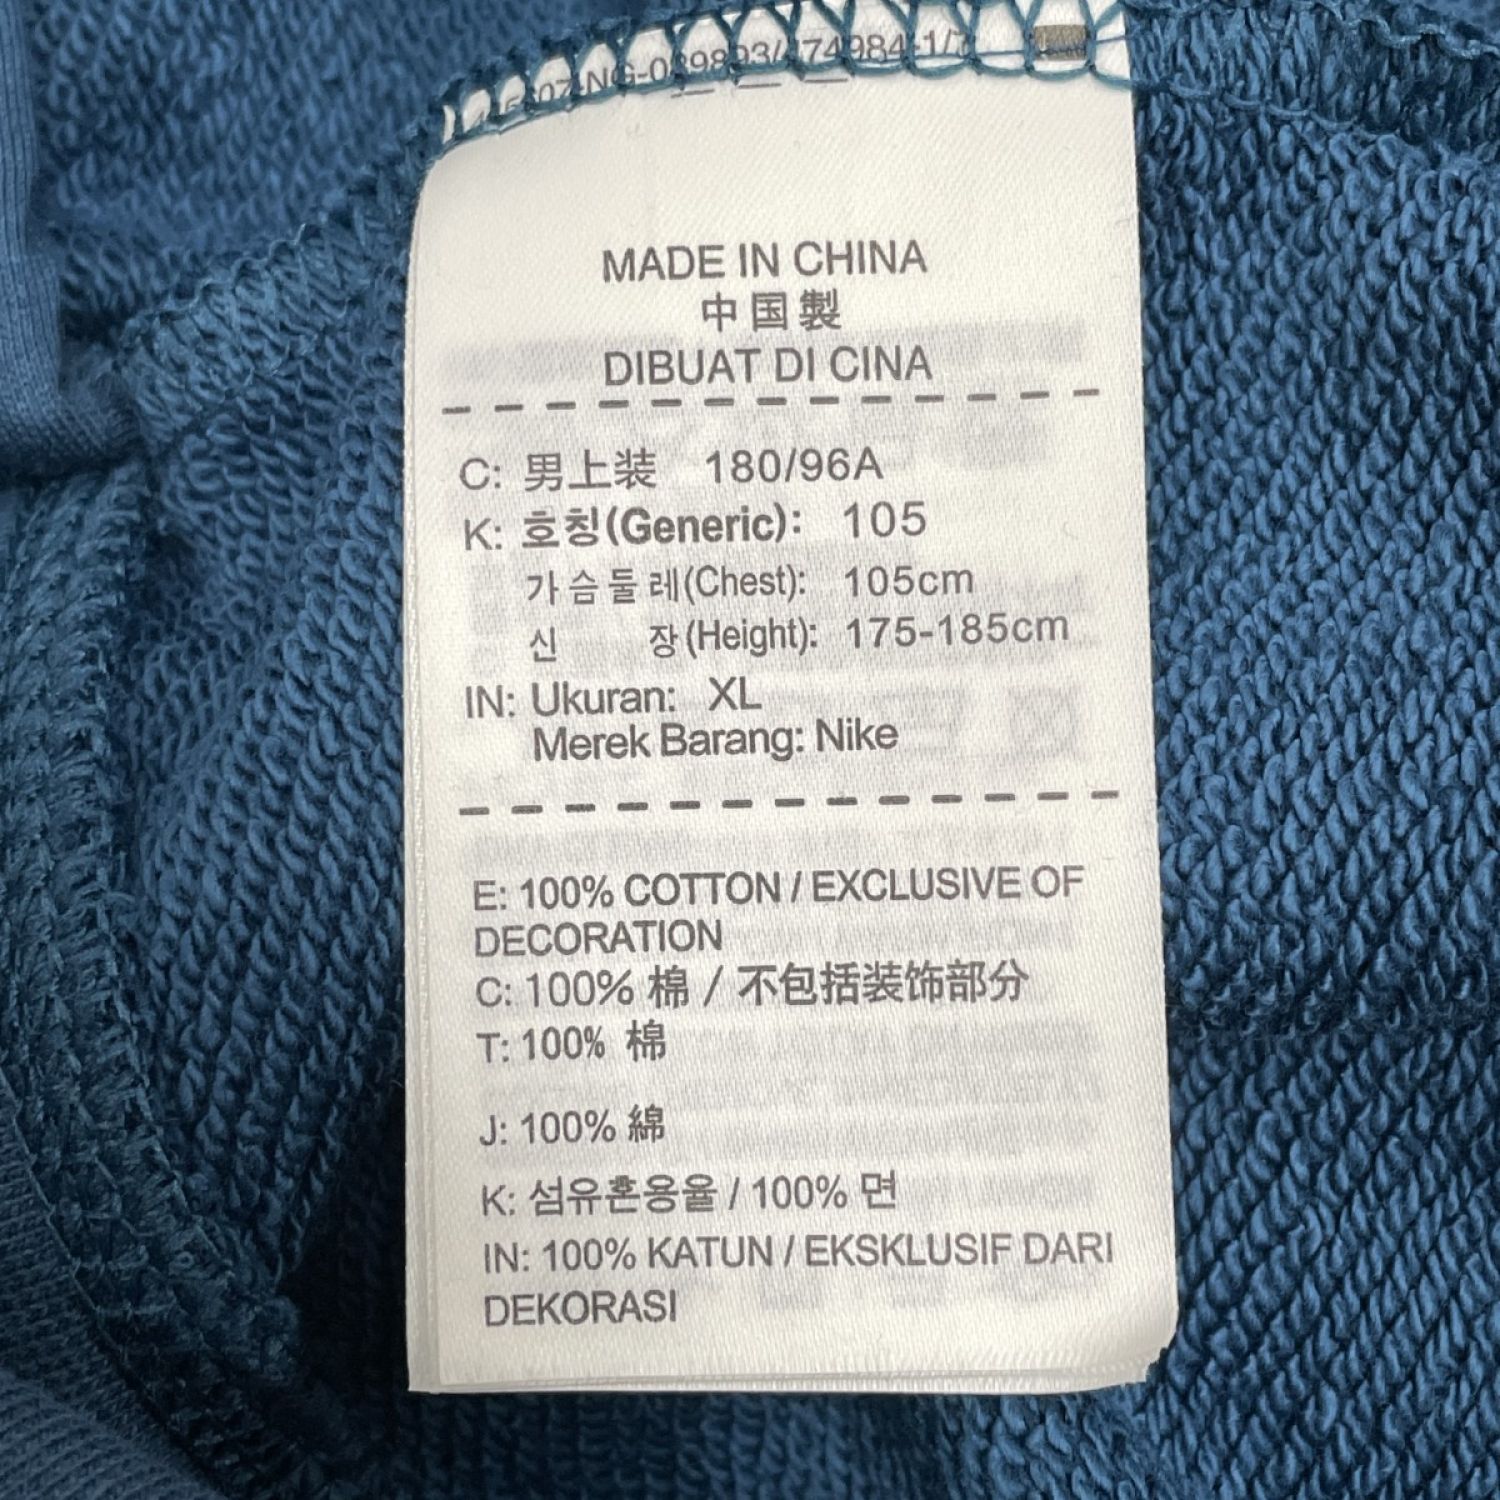 MADE IN CHINA
中国製
DIBUAT DI CINA
C: 男上装 180/96A
K: 호칭(Generic): 105
가슴둘레(Chest): 105cm
신 장(Height): 175-185cm
IN: Ukuran: XL
Merek Barang: Nike
E: 100% COTTON / EXCLUSIVE OF
DECORATION
C: 100% 棉 / 不包括装饰部分
T: 100% 棉
J: 100% 綿
K: 섬유혼용율 / 100% 면
IN: 100% KATUN / EKSKLUSIF DARI
DEKORASI